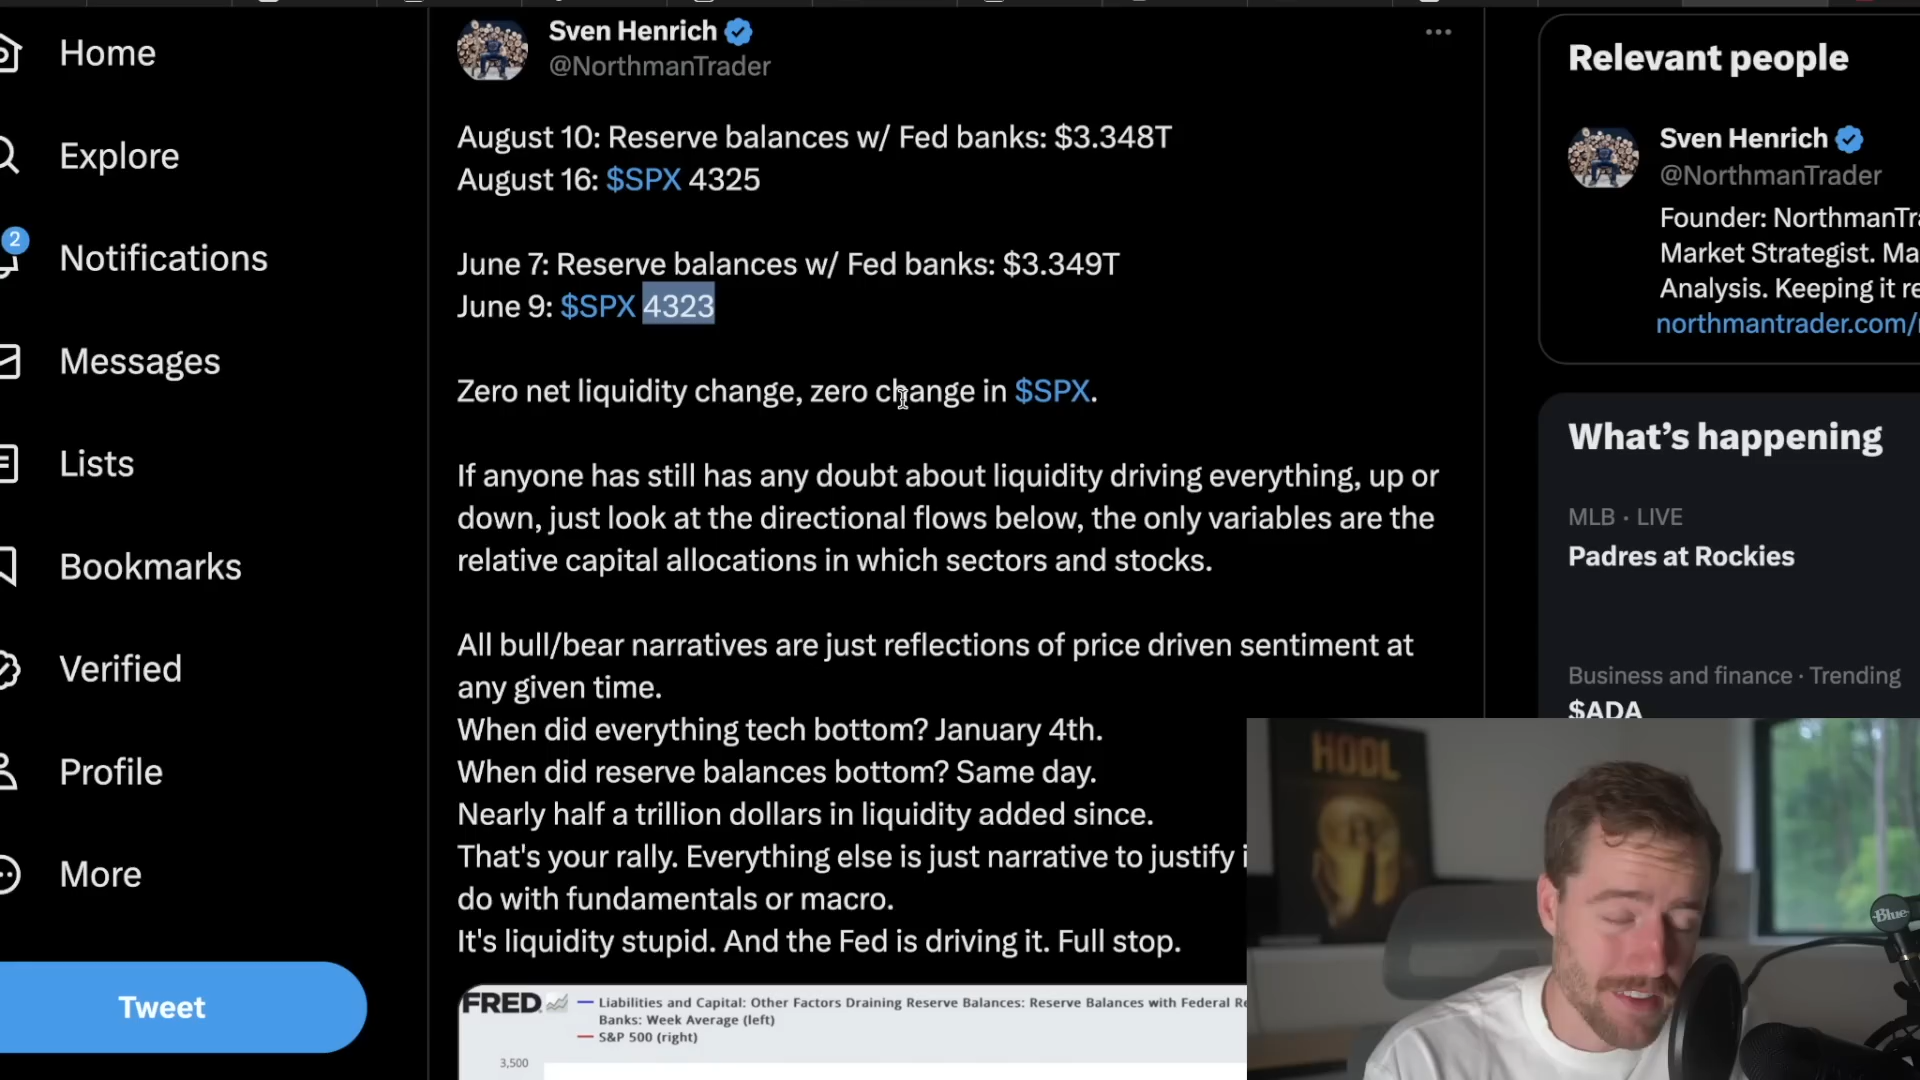 Home
Explore
2
Notifications
Messages
Lists
Bookmarks
Verified
Profile
More
Tweet
Sven Henrich
@NorthmanTrader
August 10: Reserve balances w/ Fed banks: $3.348T
August 16: $SPX 4325
June 7: Reserve balances w/ Fed banks: $3.349T
June 9: $SPX 4323
Zero net liquidity change, zero change in $SPX.
If anyone has still has any doubt about liquidity driving everything, up or
down, just look at the directional flows below, the only variables are the
relative capital allocations in which sectors and stocks.
All bull/bear narratives are just reflections of price driven sentiment at
any given time.
When did everything tech bottom? January 4th.
When did reserve balances bottom? Same day.
Nearly half a trillion dollars in liquidity added since.
That's your rally. Everything else is just narrative to justify
do with fundamentals or macro.
It's liquidity stupid. And the Fed is driving it. Full stop.
FRED
Liabilities and Capital: Other Factors Draining Reserve Balances: Reserve Balances with Federal Re
Banks: Week Average (left)
S&P 500 (right)
3,500
Relevant people
Sven Henrich
@NorthmanTrader
Founder: NorthmanTra
Market Strategist. Ma
Analysis. Keeping it re
northmantrader.com/
What's happening
MLB · LIVE
Padres at Rockies
Business and finance · Trending
$ADA
HODL
Blue